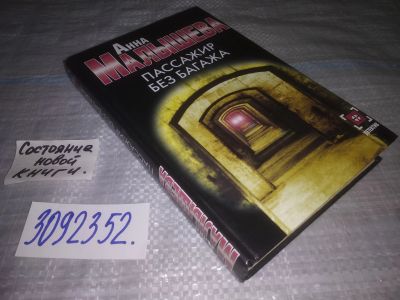 Анна
МАЛЫШЕВА
ПАССАЖИР
БЕЗ БАГАЖА
Состояние
новой
книги.
3092352.